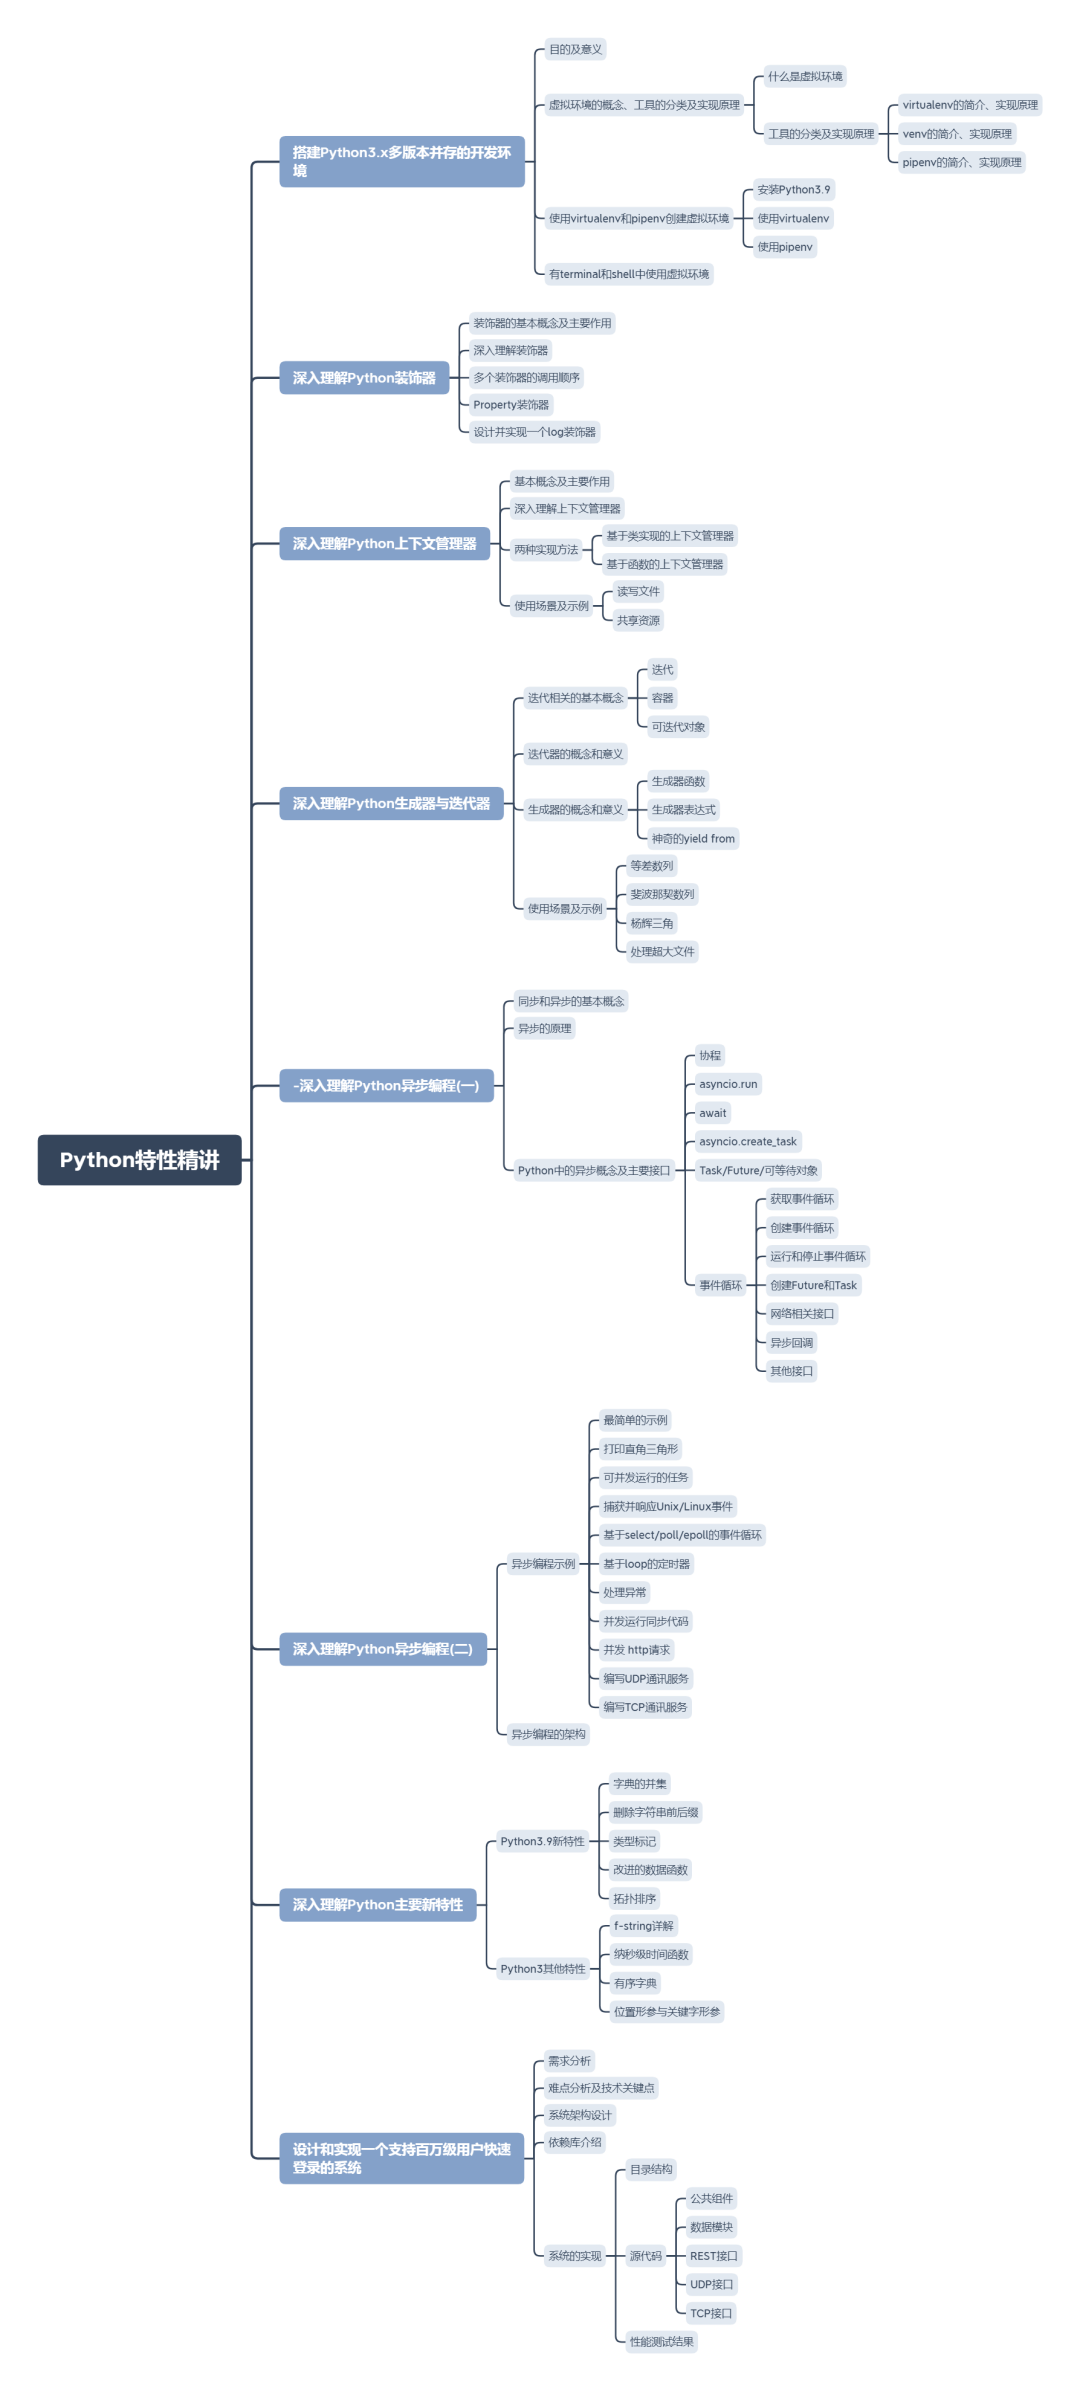 Python特性精讲
搭建Python3.x多版本并存的开发环
境
目的及意义
虚拟环境的概念、工具的分类及实现原理
什么是虚拟环境
工具的分类及实现原理
virtualenv的简介、实现原理
venv的简介、实现原理
pipenv的简介、实现原理
使用virtualenv和pipenv创建虚拟环境
安装Python3.9
使用virtualenv
使用pipenv
有terminal和shell中使用虚拟环境
深入理解Python装饰器
装饰器的基本概念及主要作用
深入理解装饰器
多个装饰器的调用顺序
Property装饰器
设计并实现一个log装饰器
深入理解Python上下文管理器
基本概念及主要作用
深入理解上下文管理器
两种实现方法
基于类实现的上下文管理器
基于函数的上下文管理器
使用场景及示例
读写文件
共享资源
深入理解Python生成器与迭代器
迭代相关的基本概念
迭代
容器
可迭代对象
迭代器的概念和意义
生成器的概念和意义
生成器函数
生成器表达式
神奇的yield from
使用场景及示例
等差数列
斐波那契数列
杨辉三角
处理超大文件
-深入理解Python异步编程(一)
同步和异步的基本概念
异步的原理
Python中的异步概念及主要接口
协程
asyncio.run
await
asyncio.create_task
Task/Future/可等待对象
事件循环
获取事件循环
创建事件循环
运行和停止事件循环
创建Future和Task
网络相关接口
异步回调
其他接口
深入理解Python异步编程(二)
异步编程示例
最简单的示例
打印直角三角形
可并发运行的任务
捕获并响应Unix/Linux事件
基于select/poll/epoll的事件循环
基于loop的定时器
处理异常
并发运行同步代码
并发 http请求
编写UDP通讯服务
编写TCP通讯服务
异步编程的架构
深入理解Python主要新特性
Python3.9新特性
字典的并集
删除字符串前后缀
类型标记
改进的数据函数
拓扑排序
Python3其他特性
f-string详解
纳秒级时间函数
有序字典
位置形参与关键字形参
设计和实现一个支持百万级用户快速
登录的系统
需求分析
难点分析及技术关键点
系统架构设计
依赖库介绍
系统的实现
目录结构
源代码
公共组件
数据模块
REST接口
UDP接口
TCP接口
性能测试结果